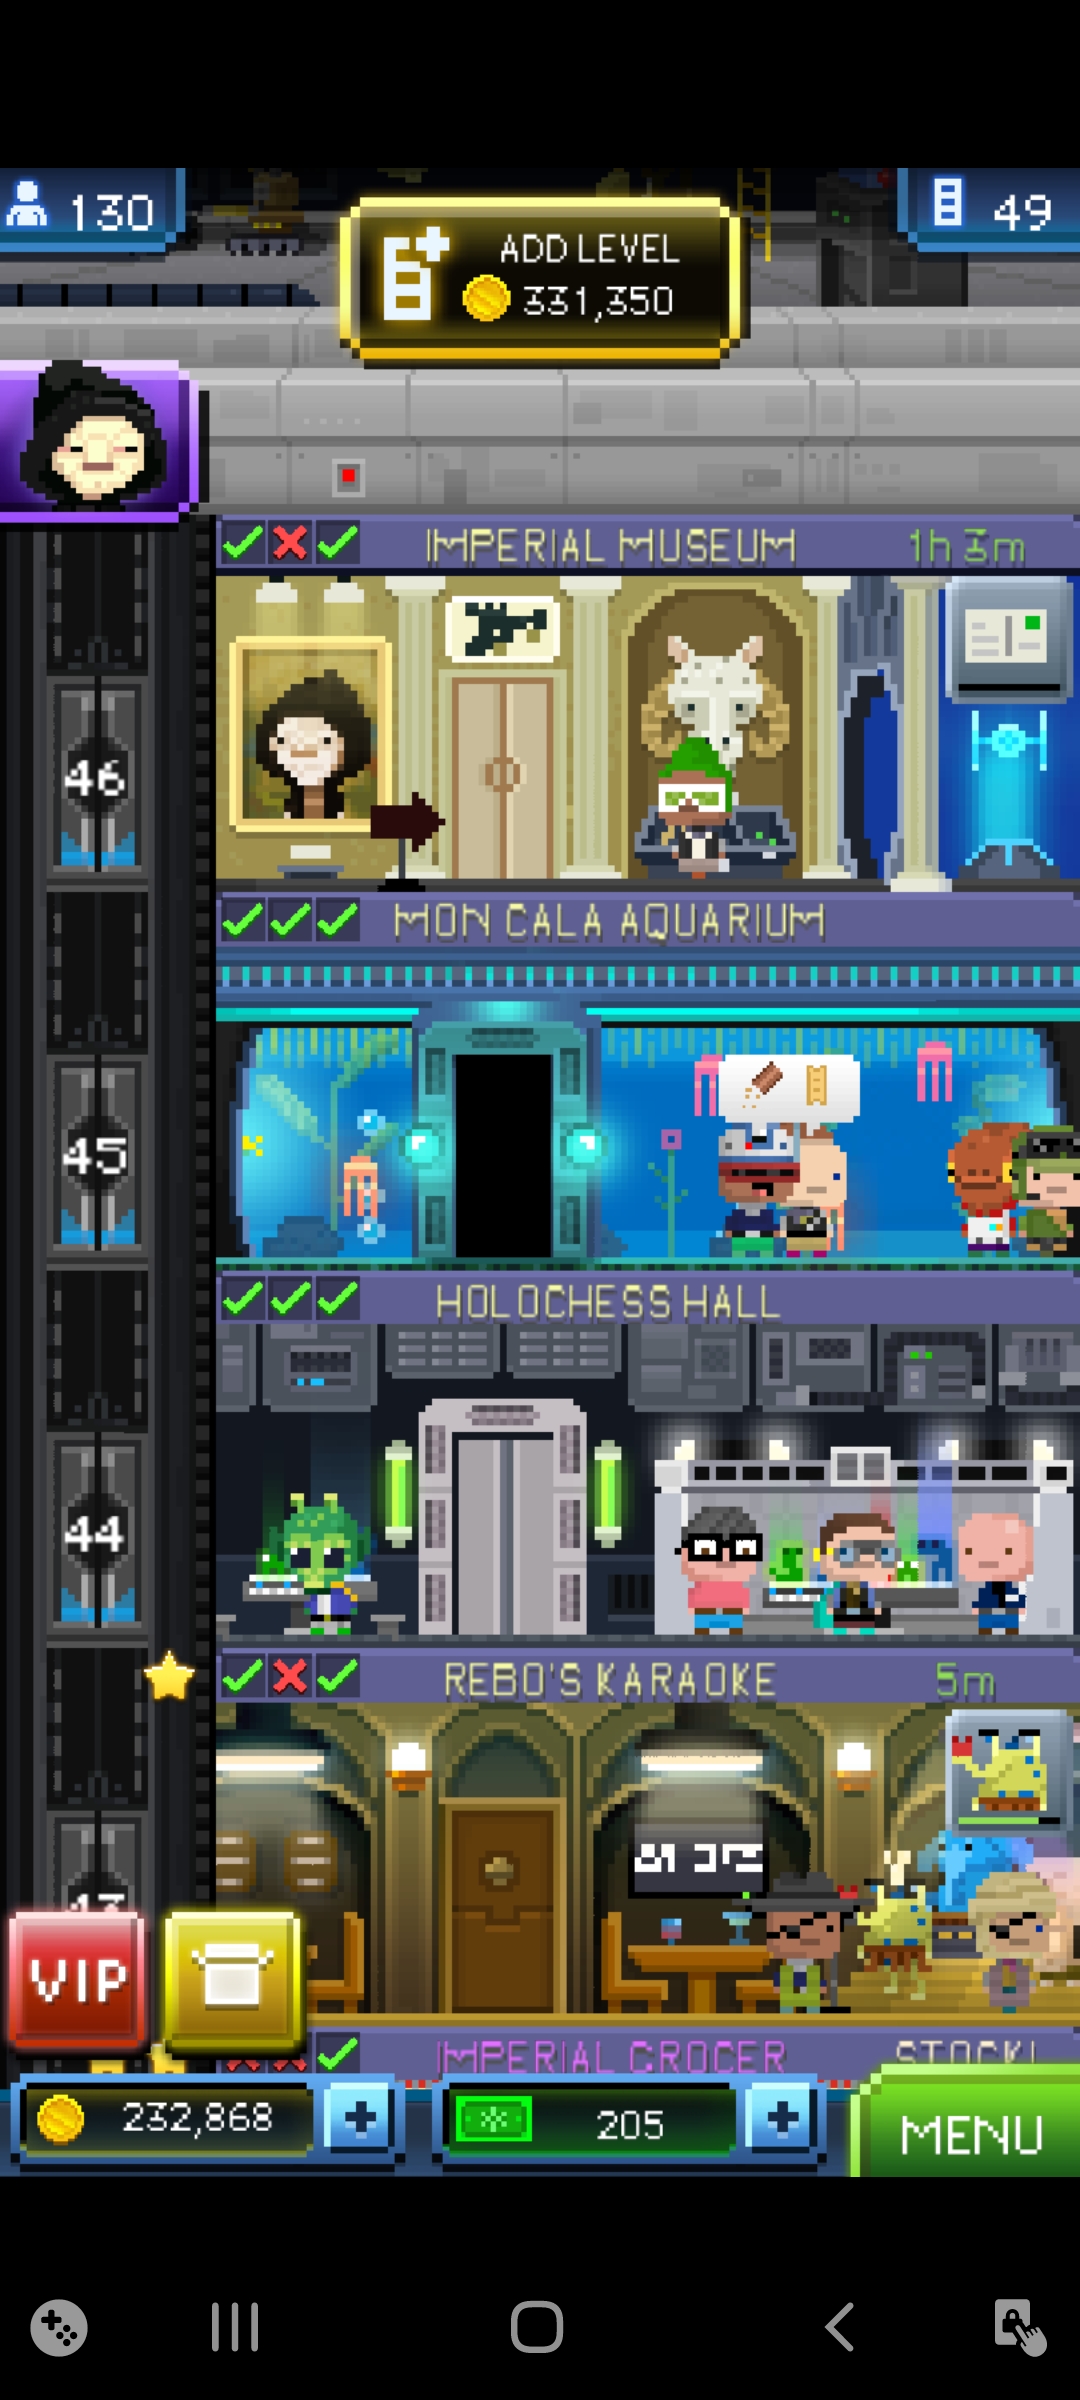 130
49
ADD LEVEL
331,350
IMPERIAL MUSEUM 1h 3m
46
MON CALA AQUARIUM
45
HOLOCHESS HALL
44
REBO'S KARAOKE 5m
43
VIP
IMPERIAL GROCER STOCK!
232,868 +
205 +
MENU